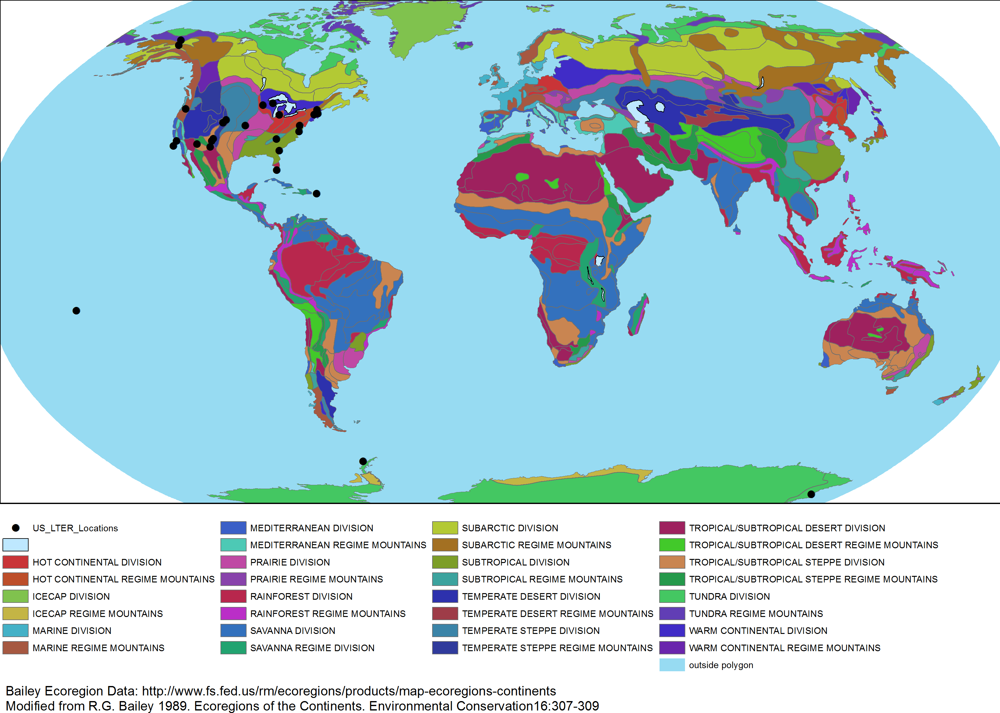 US_LTER_Locations
HOT CONTINENTAL DIVISION
HOT CONTINENTAL REGIME MOUNTAINS
ICECAP DIVISION
ICECAP REGIME MOUNTAINS
MARINE DIVISION
MARINE REGIME MOUNTAINS
MEDITERRANEAN DIVISION
MEDITERRANEAN REGIME MOUNTAINS
PRAIRIE DIVISION
PRAIRIE REGIME MOUNTAINS
RAINFOREST DIVISION
RAINFOREST REGIME MOUNTAINS
SAVANNA DIVISION
SAVANNA REGIME DIVISION
SUBARCTIC DIVISION
SUBARCTIC REGIME MOUNTAINS
SUBTROPICAL DIVISION
SUBTROPICAL REGIME MOUNTAINS
TEMPERATE DESERT DIVISION
TEMPERATE DESERT REGIME MOUNTAINS
TEMPERATE STEPPE DIVISION
TEMPERATE STEPPE REGIME MOUNTAINS
TROPICAL/SUBTROPICAL DESERT DIVISION
TROPICAL/SUBTROPICAL DESERT REGIME MOUNTAINS
TROPICAL/SUBTROPICAL STEPPE DIVISION
TROPICAL/SUBTROPICAL STEPPE REGIME MOUNTAINS
TUNDRA DIVISION
TUNDRA REGIME MOUNTAINS
WARM CONTINENTAL DIVISION
WARM CONTINENTAL REGIME MOUNTAINS
outside polygon
Bailey Ecoregion Data: http://www.fs.fed.us/rm/ecoregions/products/map-ecoregions-continents
Modified from R.G. Bailey 1989. Ecoregions of the Continents. Environmental Conservation16:307-309